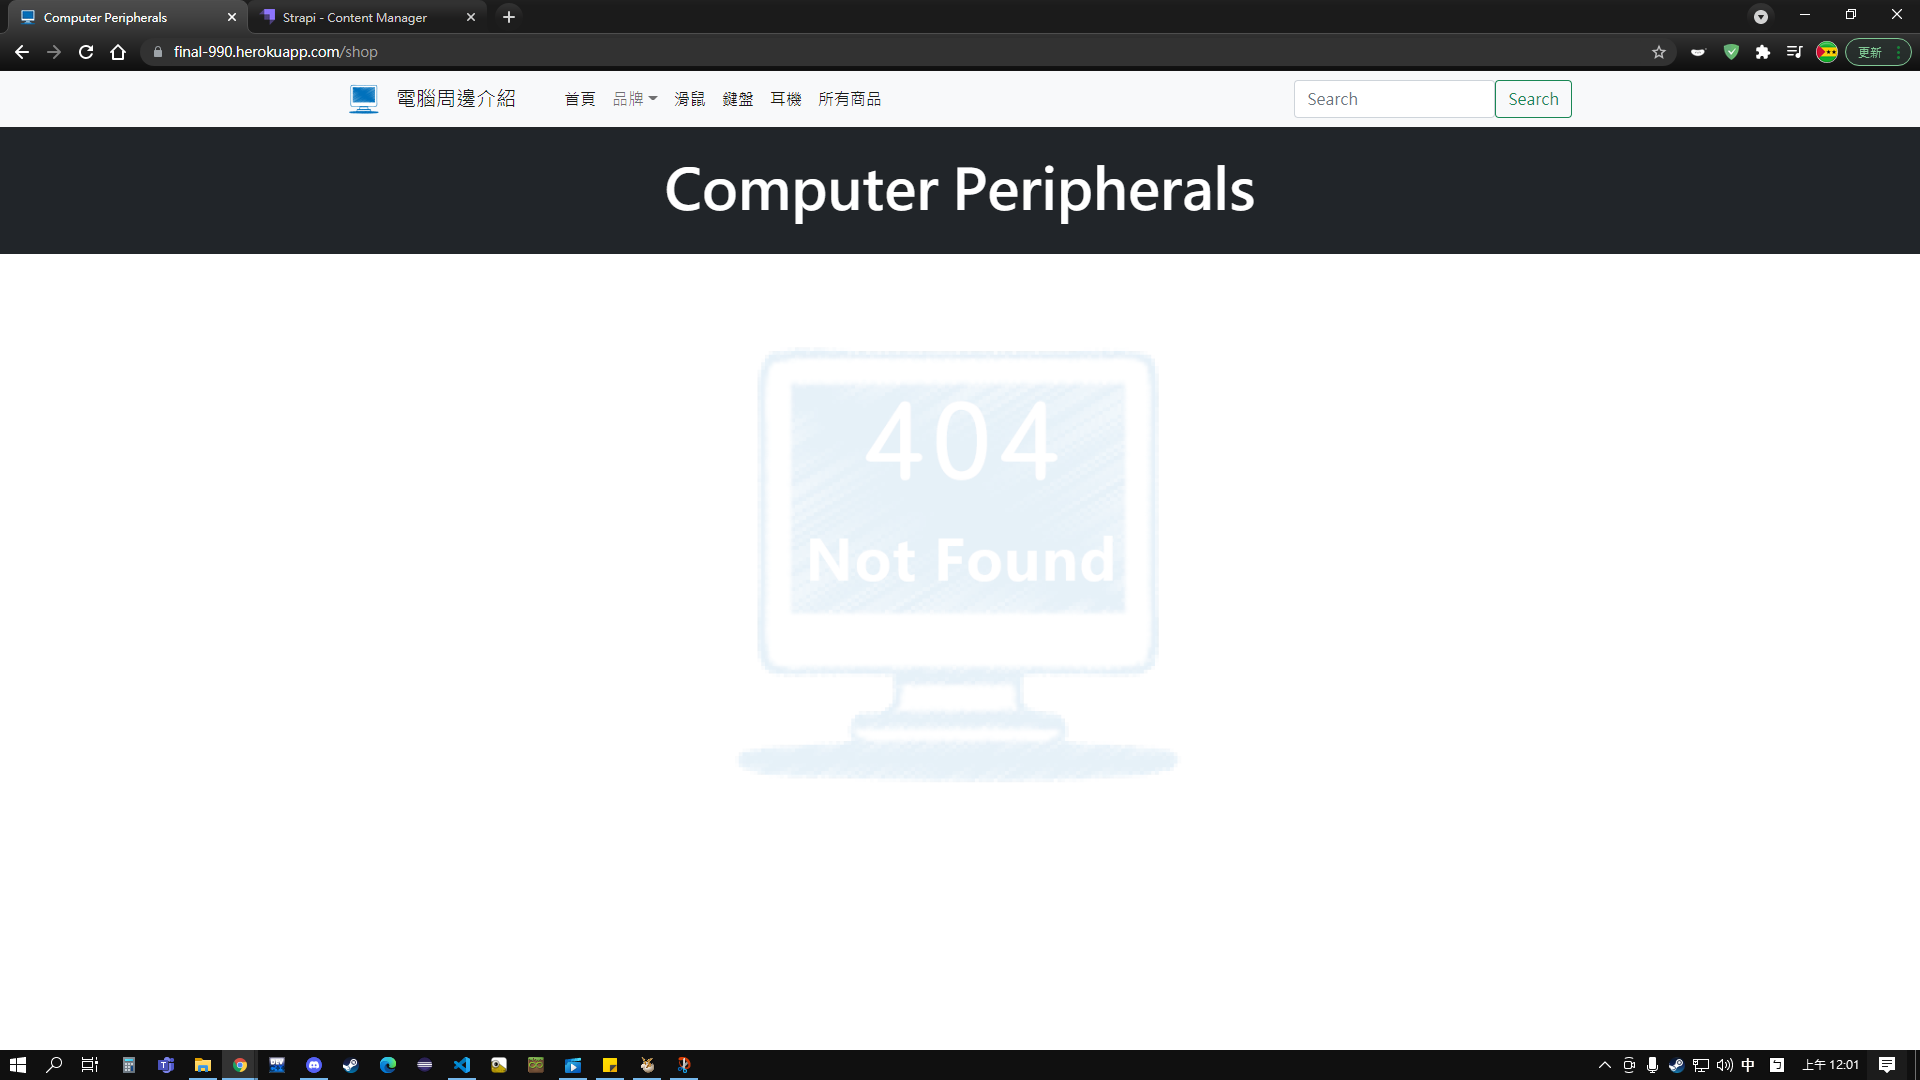 Computer Peripherals
Strapi - Content Manager
final-990.herokuapp.com/shop
更新
電腦周邊介紹
首頁
品牌
滑鼠
鍵盤
耳機
所有商品
Search
Search
Computer Peripherals
404
Not Found
DEV
中
上午 12:01